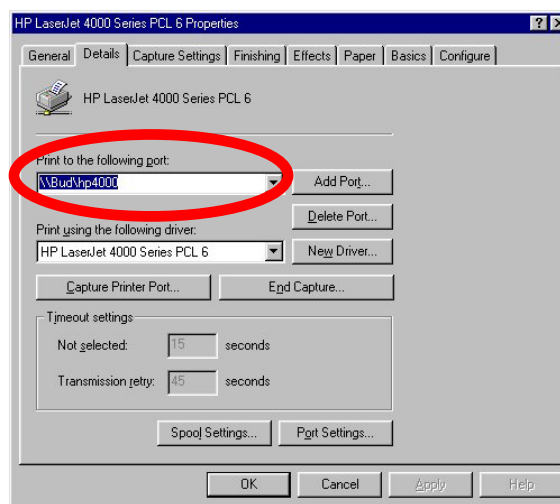 HP LaserJet 4000 Series PCL 6 Properties
General Details Capture Settings Finishing Effects Paper Basics Configure
HP LaserJet 4000 Series PCL 6
Print to the following port:
\\Bud\hp4000 Add Port...
Delete Port...
Print using the following driver:
HP LaserJet 4000 Series PCL 6 New Driver...
Capture Printer Port... End Capture...
Timeout settings
Not selected: 15 seconds
Transmission retry: 45 seconds
Spool Settings... Port Settings...
OK Cancel Apply Help